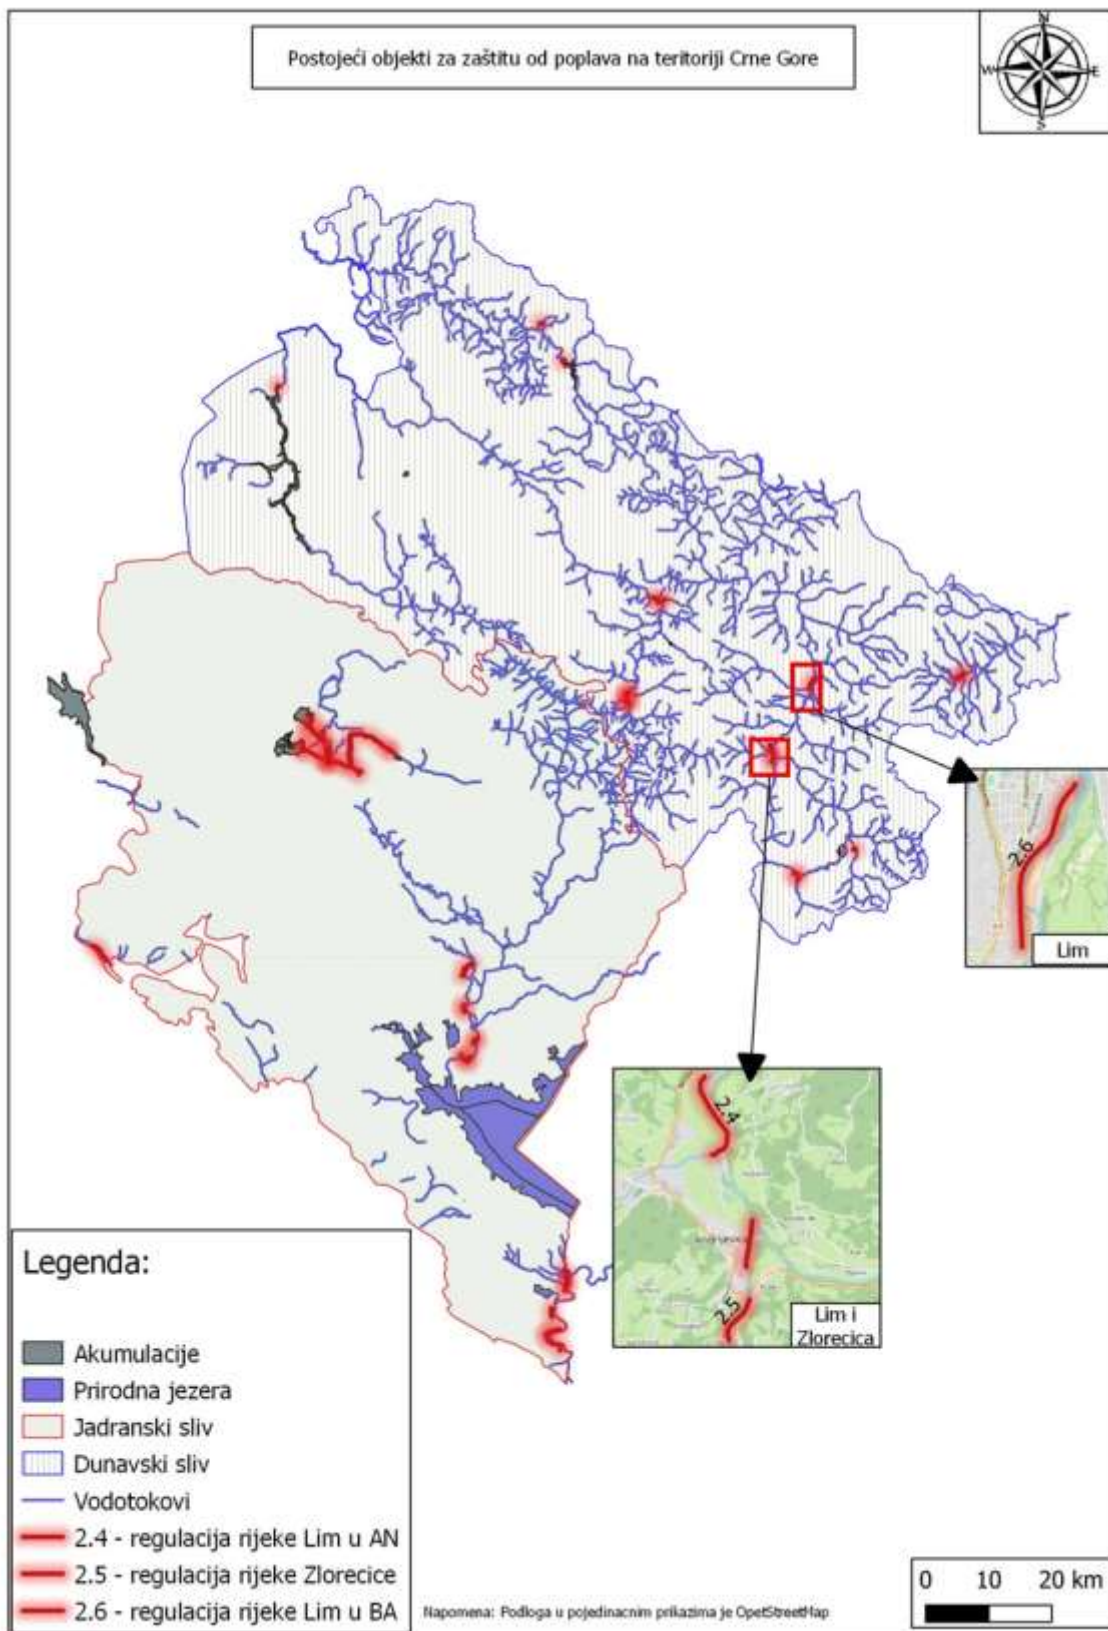 Postojeći objekti za zaštitu od poplava na teritoriji Crne Gore
N
W
E
S
2.6
Lim
2.4
2.5
Lim i
Zlorecica
Legenda:
Akumulacije
Prirodna jezera
Jadranski sliv
Dunavski sliv
Vodotokovi
2.4 - regulacija rijeke Lim u AN
2.5 - regulacija rijeke Zlorecice
2.6 - regulacija rijeke Lim u BA
Napomena: Podloga u pojedinacnim prikazima je OpetStreetMap
0 10 20 km